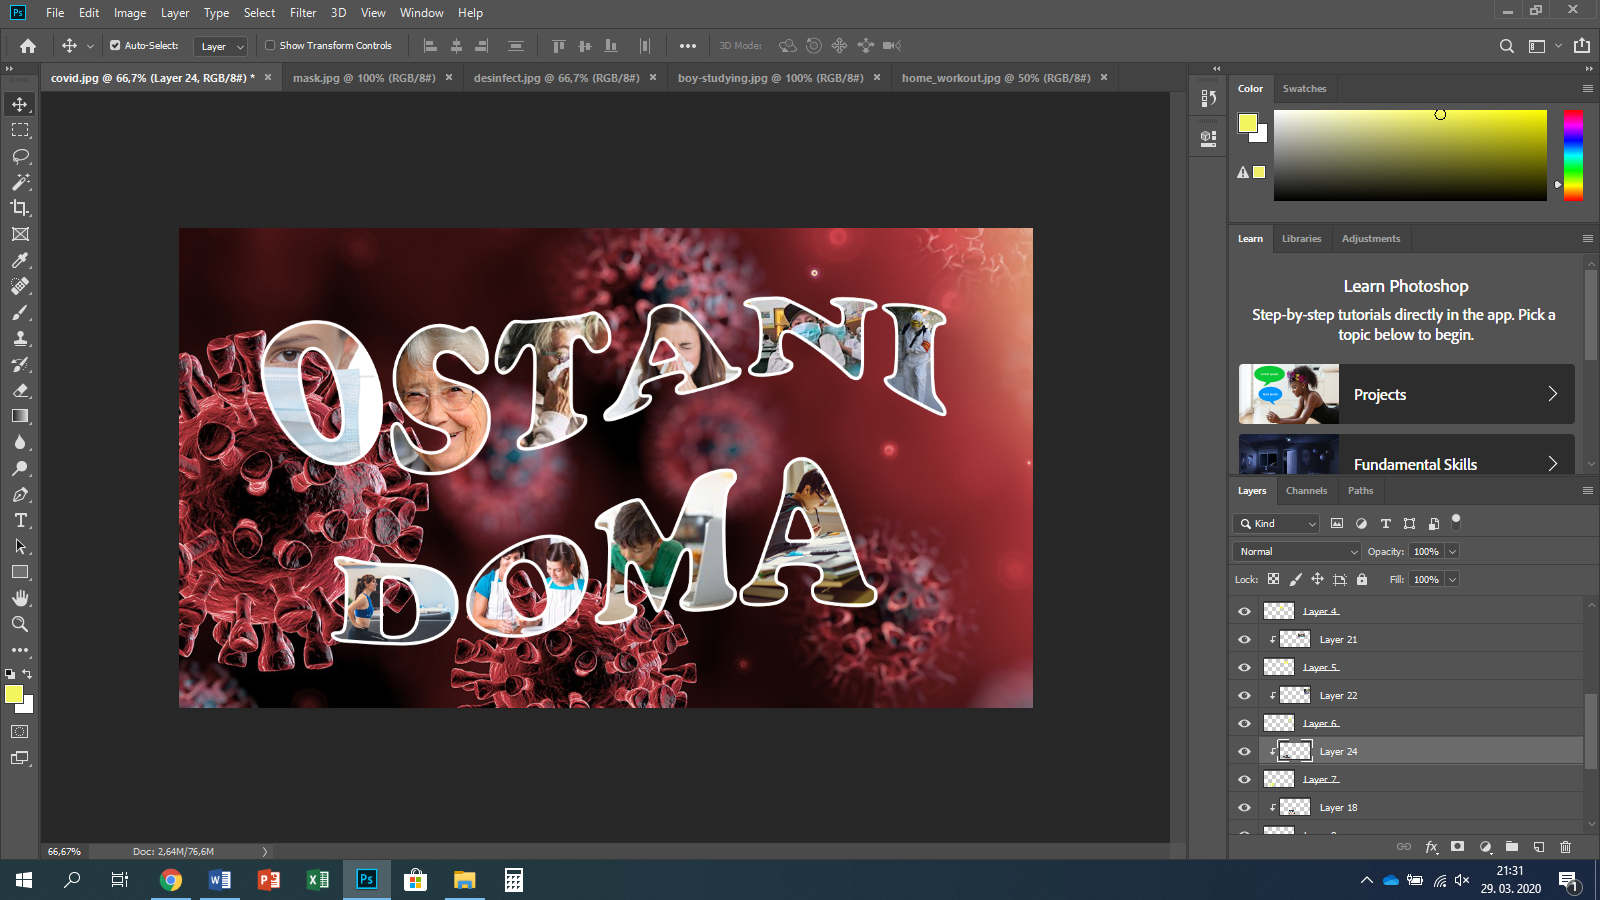 Ps File Edit Image Layer Type Select Filter 3D View Window Help
Auto-Select: Layer Show Transform Controls 3D Mode:
covid.jpg @ 66,7% (Layer 24, RGB/8#) * mask.jpg @ 100% (RGB/8#) desinfect.jpg @ 66,7% (RGB/8#) boy-studying.jpg @ 100% (RGB/8#) home_workout.jpg @ 50% (RGB/8#)
OSTANI
DOMA
Color Swatches
Learn Libraries Adjustments
Learn Photoshop
Step-by-step tutorials directly in the app. Pick a
topic below to begin.
Projects
Fundamental Skills
Layers Channels Paths
Kind
Normal Opacity: 100%
Lock: Fill: 100%
Layer 4
Layer 21
Layer 5
Layer 22
Layer 6
Layer 24
Layer 7
Layer 18
fx
66,67% Doc: 2,64M/76,6M
Ps
21:31
29. 03. 2020
1